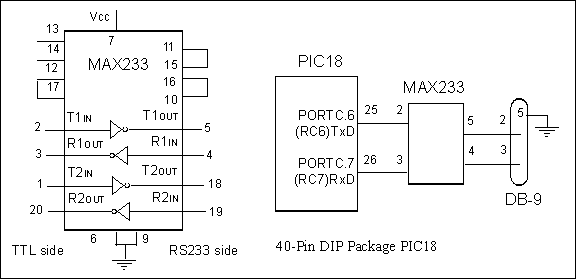 Vcc
13
7
14
11
MAX233
15
12
16
17
10
T1IN
T1OUT
2
5
R1OUT
R1IN
3
4
T2IN
T2OUT
1
18
R2OUT
R2IN
20
19
6
9
TTL side
RS233 side
PIC18
MAX233
PORTC.6
(RC6)TxD
25
2
5
2
5
PORTC.7
(RC7)RxD
26
3
4
3
DB-9
40-Pin DIP Package PIC18